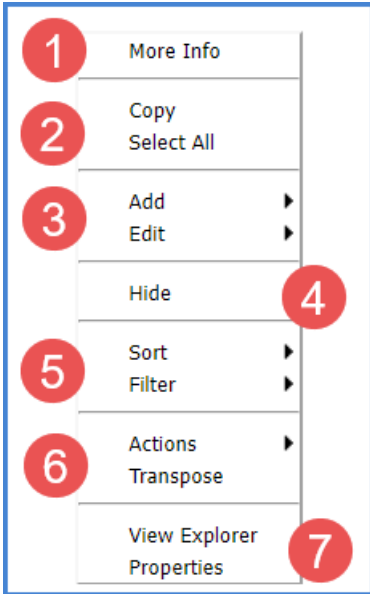 1 More Info
Copy
2 Select All
Add
3 Edit
Hide 4
Sort
5 Filter
Actions
6 Transpose
View Explorer
7 Properties